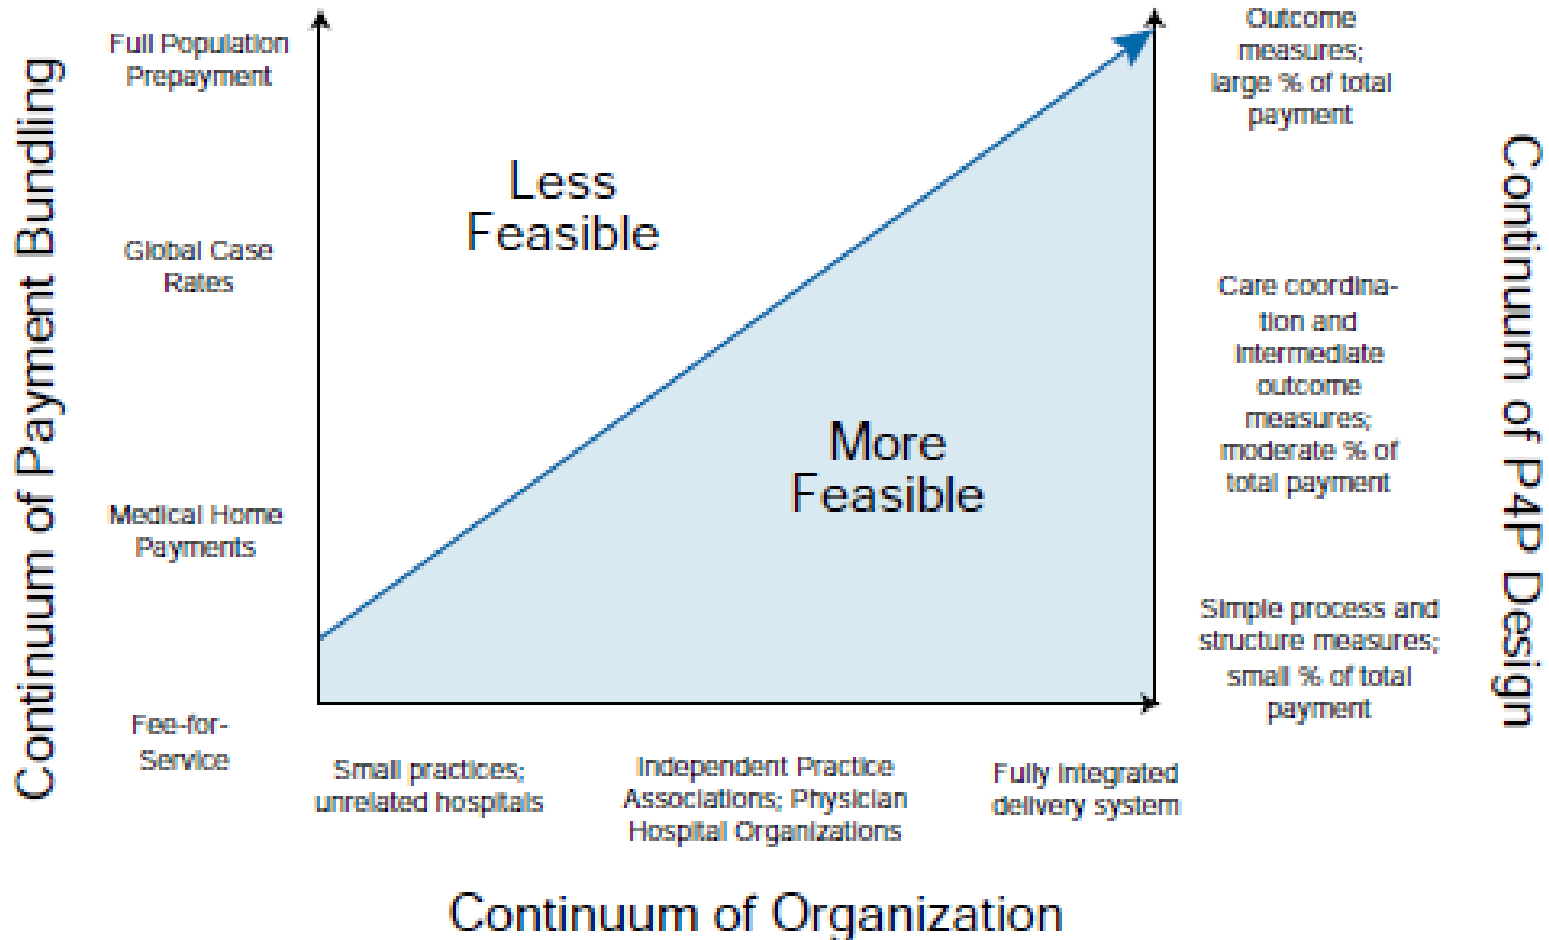 Continuum of Payment Bundling
Full Population
Prepayment
Global Case
Rates
Medical Home
Payments
Fee-for-
Service
Less
Feasible
More
Feasible
Outcome
measures;
large % of total
payment
Care coordina-
tion and
intermediate
outcome
measures;
moderate % of
total payment
Simple process and
structure measures;
small % of total
payment
Continuum of P4P Design
Small practices;
unrelated hospitals
Independent Practice
Associations; Physician
Hospital Organizations
Fully integrated
delivery system
Continuum of Organization